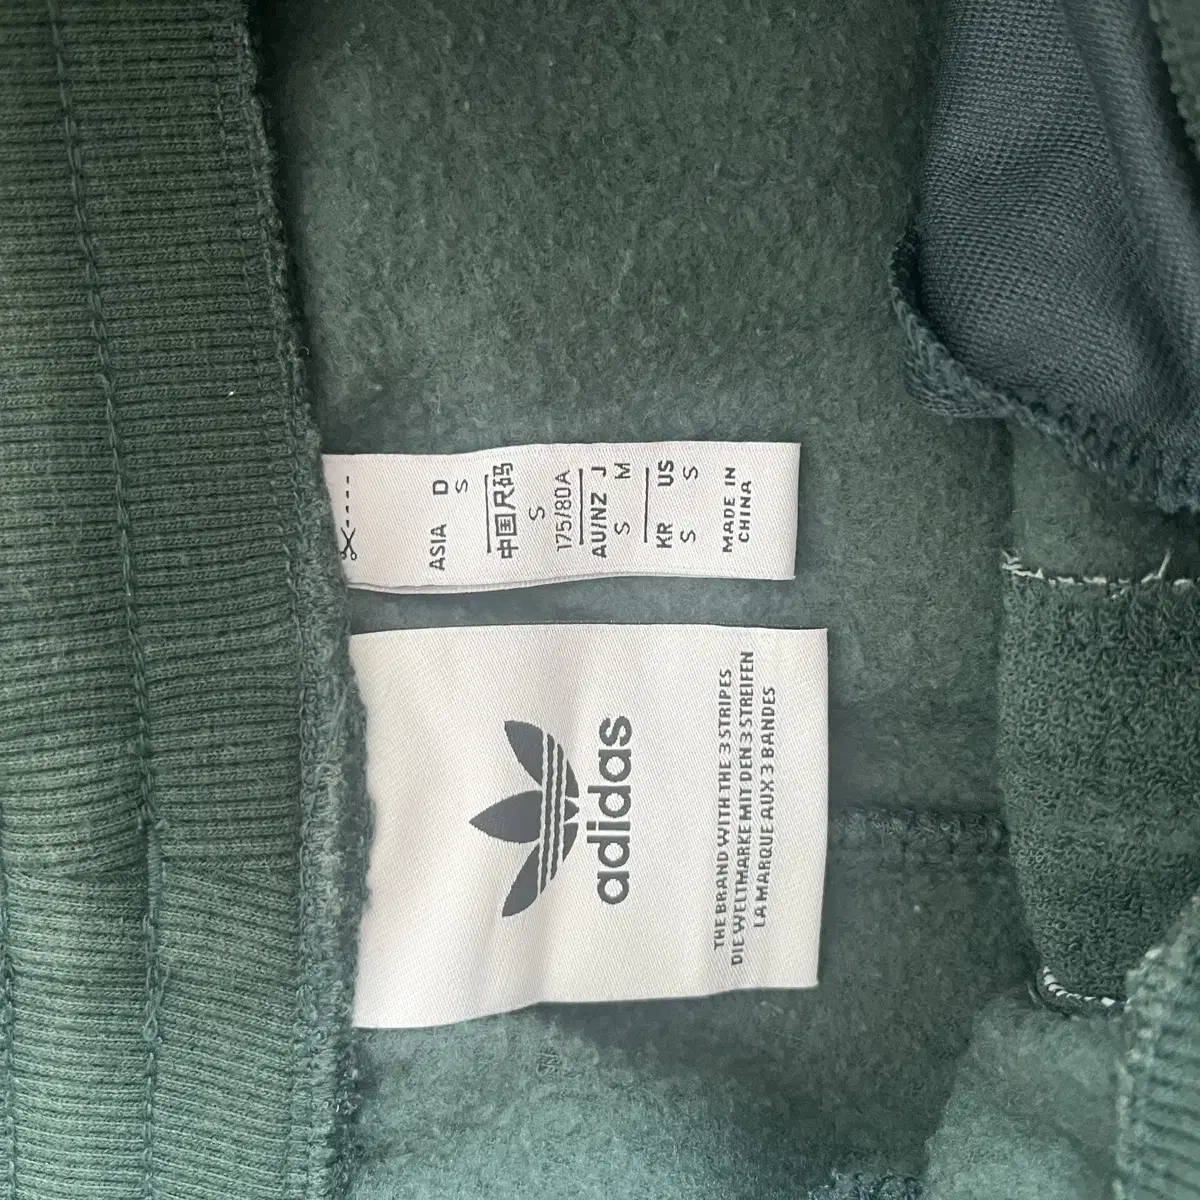 ASIA D
S
中国尺码
S
175/80A
AU/NZ J
S M
KR US
S S
MADE IN
CHINA
adidas
THE BRAND WITH THE 3 STRIPES
DIE WELTMARKE MIT DEN 3 STREIFEN
LA MARQUE AUX 3 BANDES